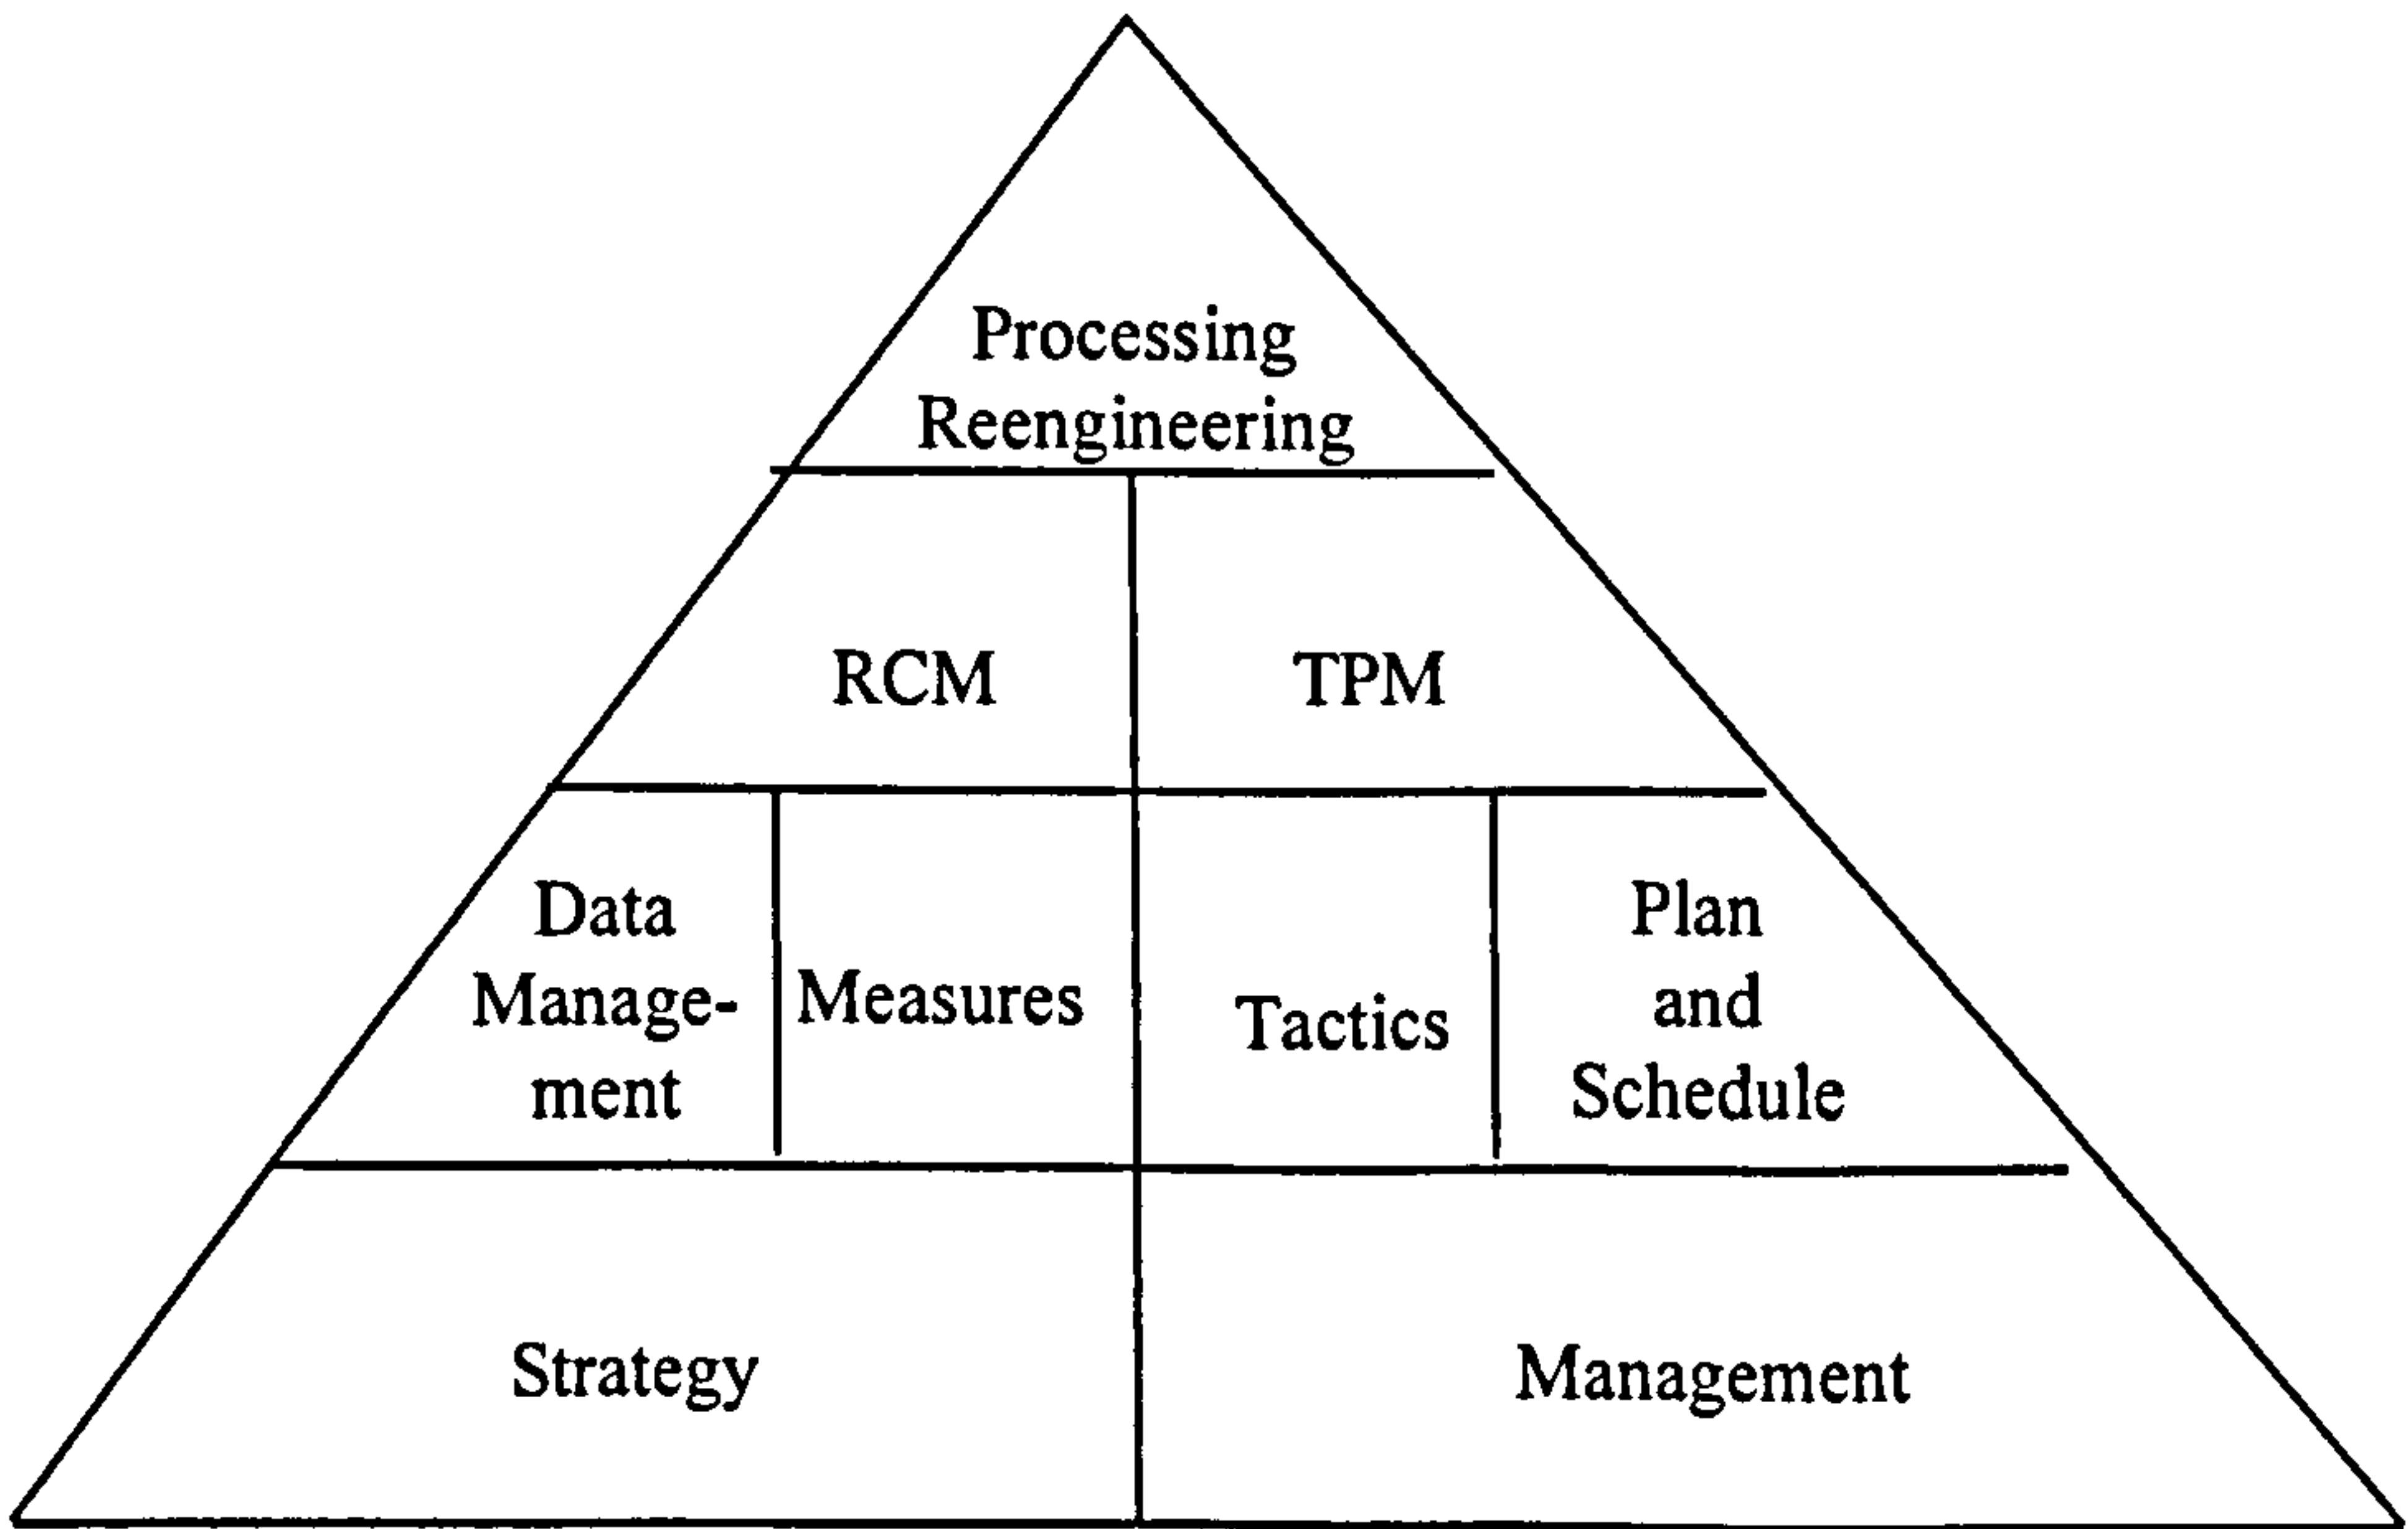 Processing
Reengineering
RCM
TPM
Data
Manage-
ment
Measures
Tactics
Plan
and
Schedule
Strategy
Management